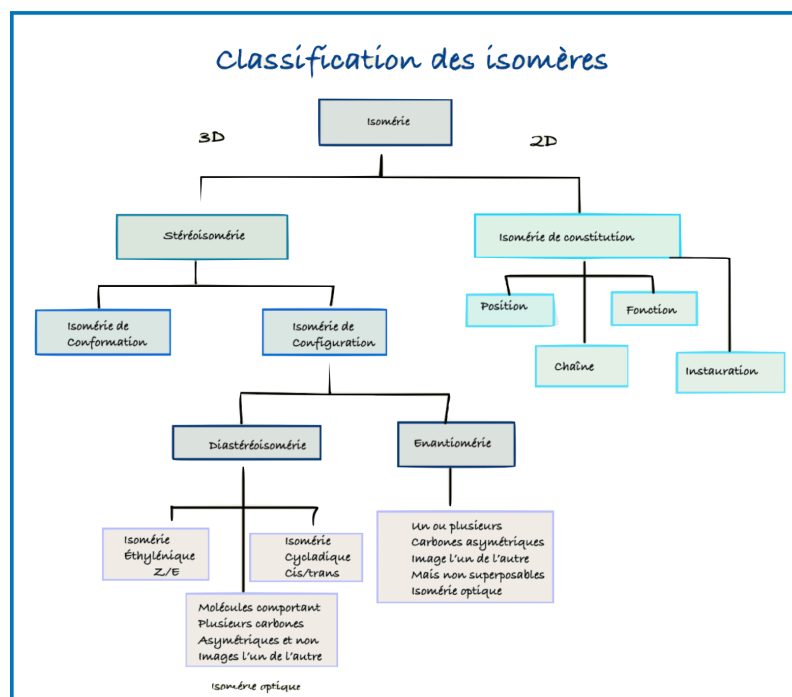 Classification des isomères
Isomérie
3D
2D
Stéréoisomérie
Isomérie de constitution
Isomérie de
Conformation
Isomérie de
Configuration
Position
Fonction
Chaîne
Instauration
Diastéréoisomérie
Enantiomérie
Isomérie
Éthylénique
Z/E
Isomérie
Cycladique
Cis/trans
Un ou plusieurs
Carbones asymétriques
Image l'un de l'autre
Mais non superposables
Isomérie optique
Molécules comportant
Plusieurs carbones
Asymétriques et non
Images l'un de l'autre
Isomérie optique